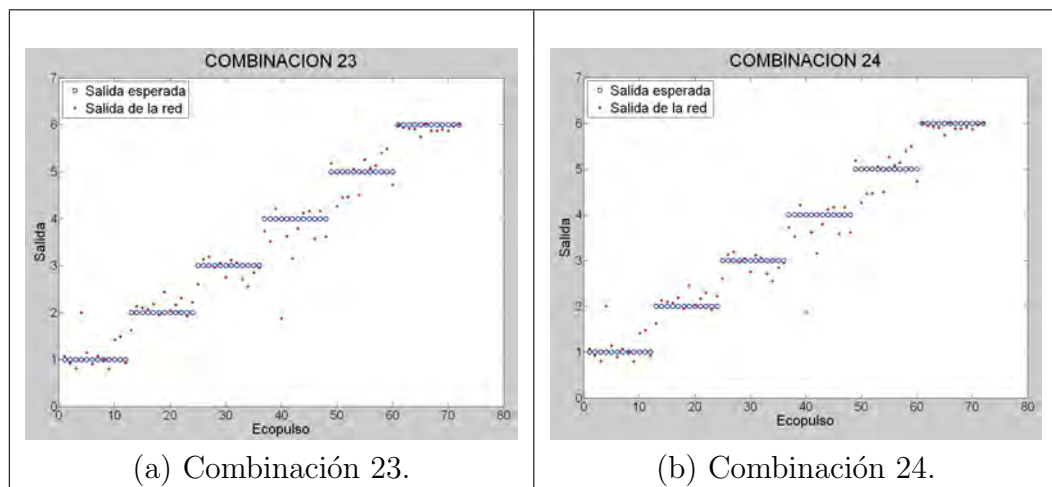 COMBINACION 23
7
6
5
4
3
2
1
0
Salida
Salida esperada
Salida de la red
0 10 20 30 40 50 60 70 80
Ecopulso
(a) Combinación 23.
COMBINACION 24
7
6
5
4
3
2
1
0
Salida
Salida esperada
Salida de la red
0 10 20 30 40 50 60 70 80
Ecopulso
(b) Combinación 24.